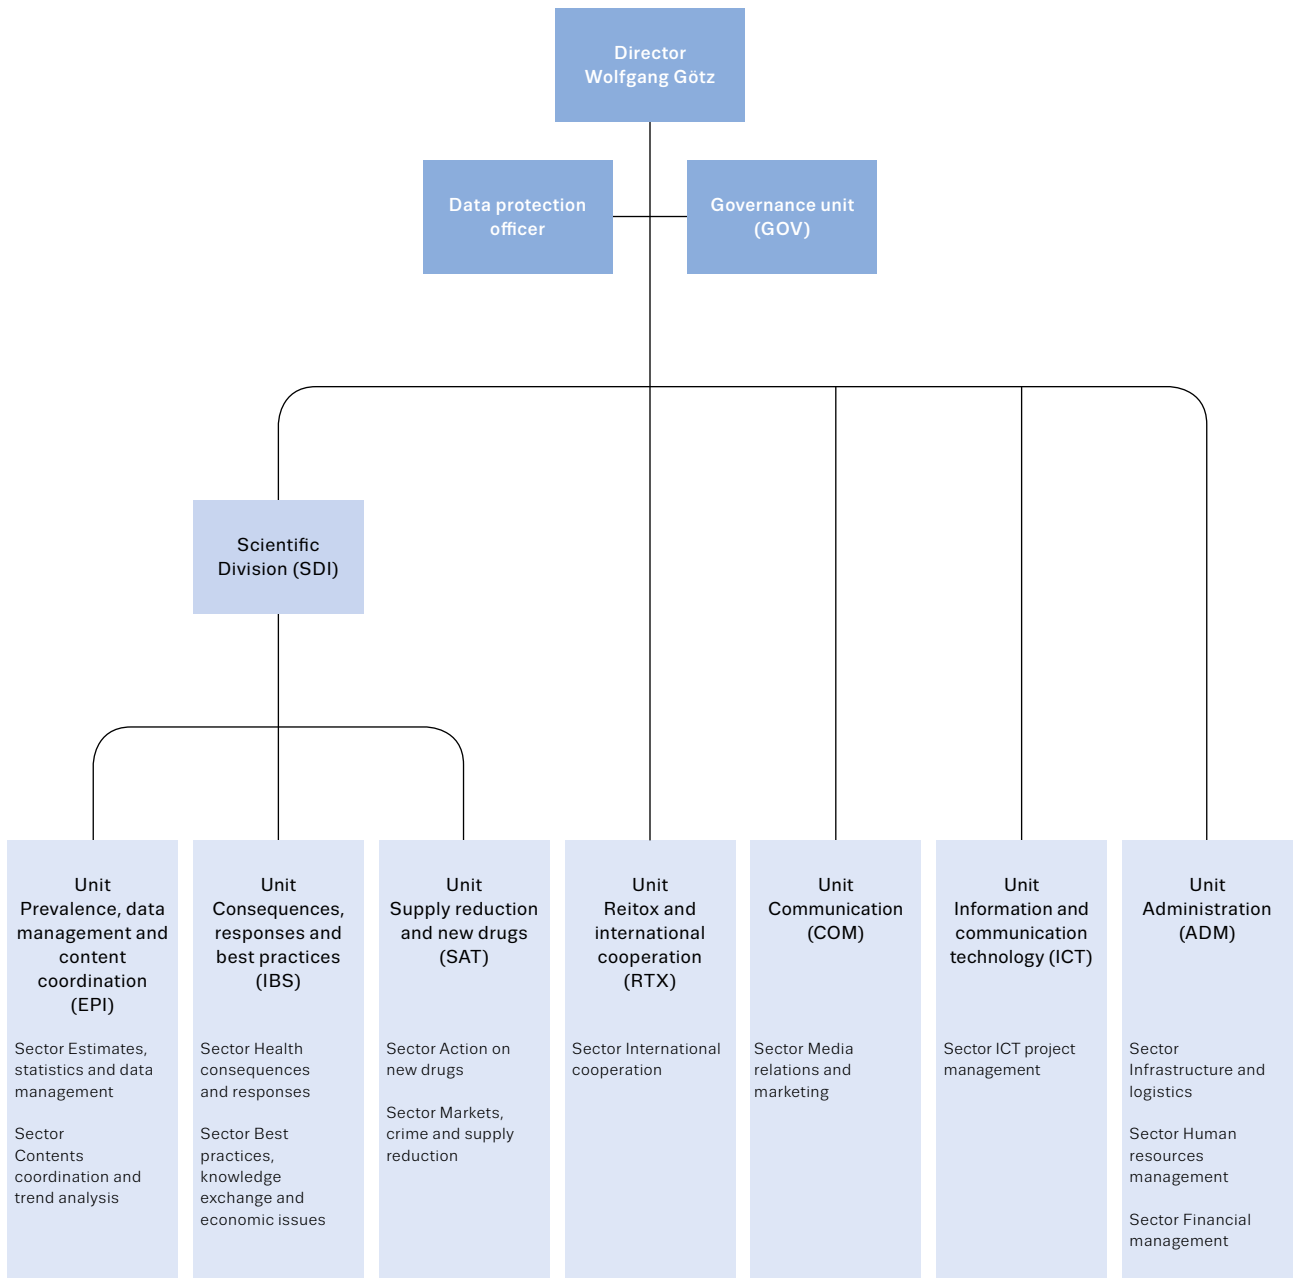 Director
Wolfgang Götz
Data protection
officer
Governance unit
(GOV)
Scientific
Division (SDI)
Unit
Prevalence, data
management and
content
coordination
(EPI)
Sector Estimates,
statistics and data
management
Sector
Contents
coordination and
trend analysis
Unit
Consequences,
responses and
best practices
(IBS)
Sector Health
consequences
and responses
Sector Best
practices,
knowledge
exchange and
economic issues
Unit
Supply reduction
and new drugs
(SAT)
Sector Action on
new drugs
Sector Markets,
crime and supply
reduction
Unit
Reitox and
international
cooperation
(RTX)
Sector International
cooperation
Unit
Communication
(COM)
Sector Media
relations and
marketing
Unit
Information and
communication
technology (ICT)
Sector ICT project
management
Unit
Administration
(ADM)
Sector
Infrastructure and
logistics
Sector Human
resources
management
Sector Financial
management